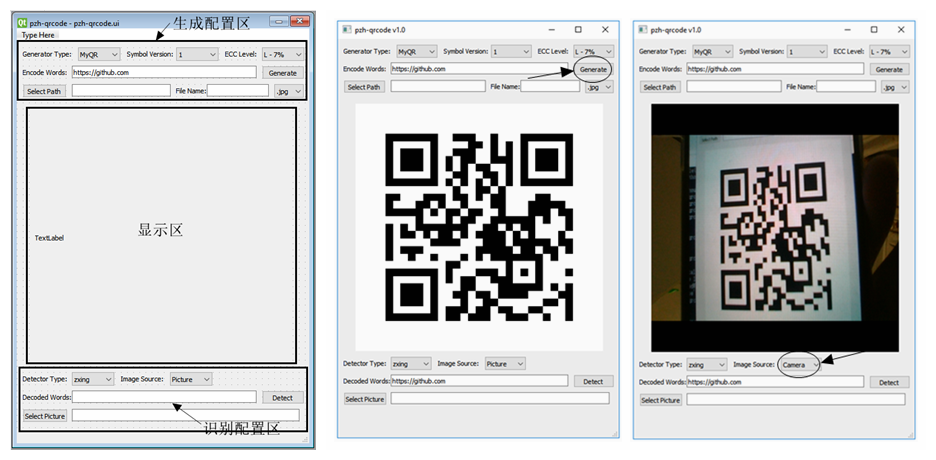 pzh-qrcode - pzh-qrcode.ui
生成配置区
Type Here
Generator Type: MyQR Symbol Version: 1 ECC Level: L - 7%
Encode Words: https://github.com Generate
Select Path File Name: .jpg
TextLabel
显示区
Detector Type: zxing Image Source: Picture
Decoded Words: Detect
Select Picture
识别配置区
pzh-qrcode v1.0
Generator Type: MyQR Symbol Version: 1 ECC Level: L - 7%
Encode Words: https://github.com Generate
Select Path File Name: .jpg
Detector Type: zxing Image Source: Picture
Decoded Words: https://github.com Detect
Select Picture
pzh-qrcode v1.0
Generator Type: MyQR Symbol Version: 1 ECC Level: L - 7%
Encode Words: https://github.com Generate
Select Path File Name: .jpg
Detector Type: zxing Image Source: Camera
Decoded Words: https://github.com Detect
Select Picture